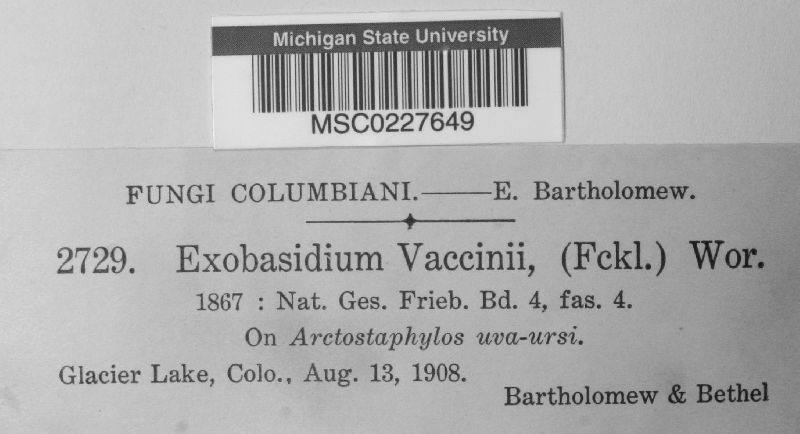 Michigan State University
MSC0227649
FUNGI COLUMBIANI.——E. Bartholomew.
2729. Exobasidium Vaccinii, (Fckl.) Wor.
1867 : Nat. Ges. Frieb. Bd. 4, fas. 4.
On Arctostaphylos uva-ursi.
Glacier Lake, Colo., Aug. 13, 1908.
Bartholomew & Bethel